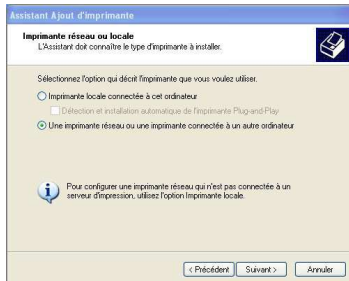 Assistant Ajout d'imprimante
Imprimante réseau ou locale
L'Assistant doit connaître le type d'imprimante à installer.
Sélectionnez l'option qui décrit l'imprimante que vous voulez utiliser.
Imprimante locale connectée à cet ordinateur
Détection et installation automatique de l'imprimante Plug-and-Play
Une imprimante réseau ou une imprimante connectée à un autre ordinateur
Pour configurer une imprimante réseau qui n'est pas connectée à un
serveur d'impression, utilisez l'option Imprimante locale.
< Précédent Suivant > Annuler